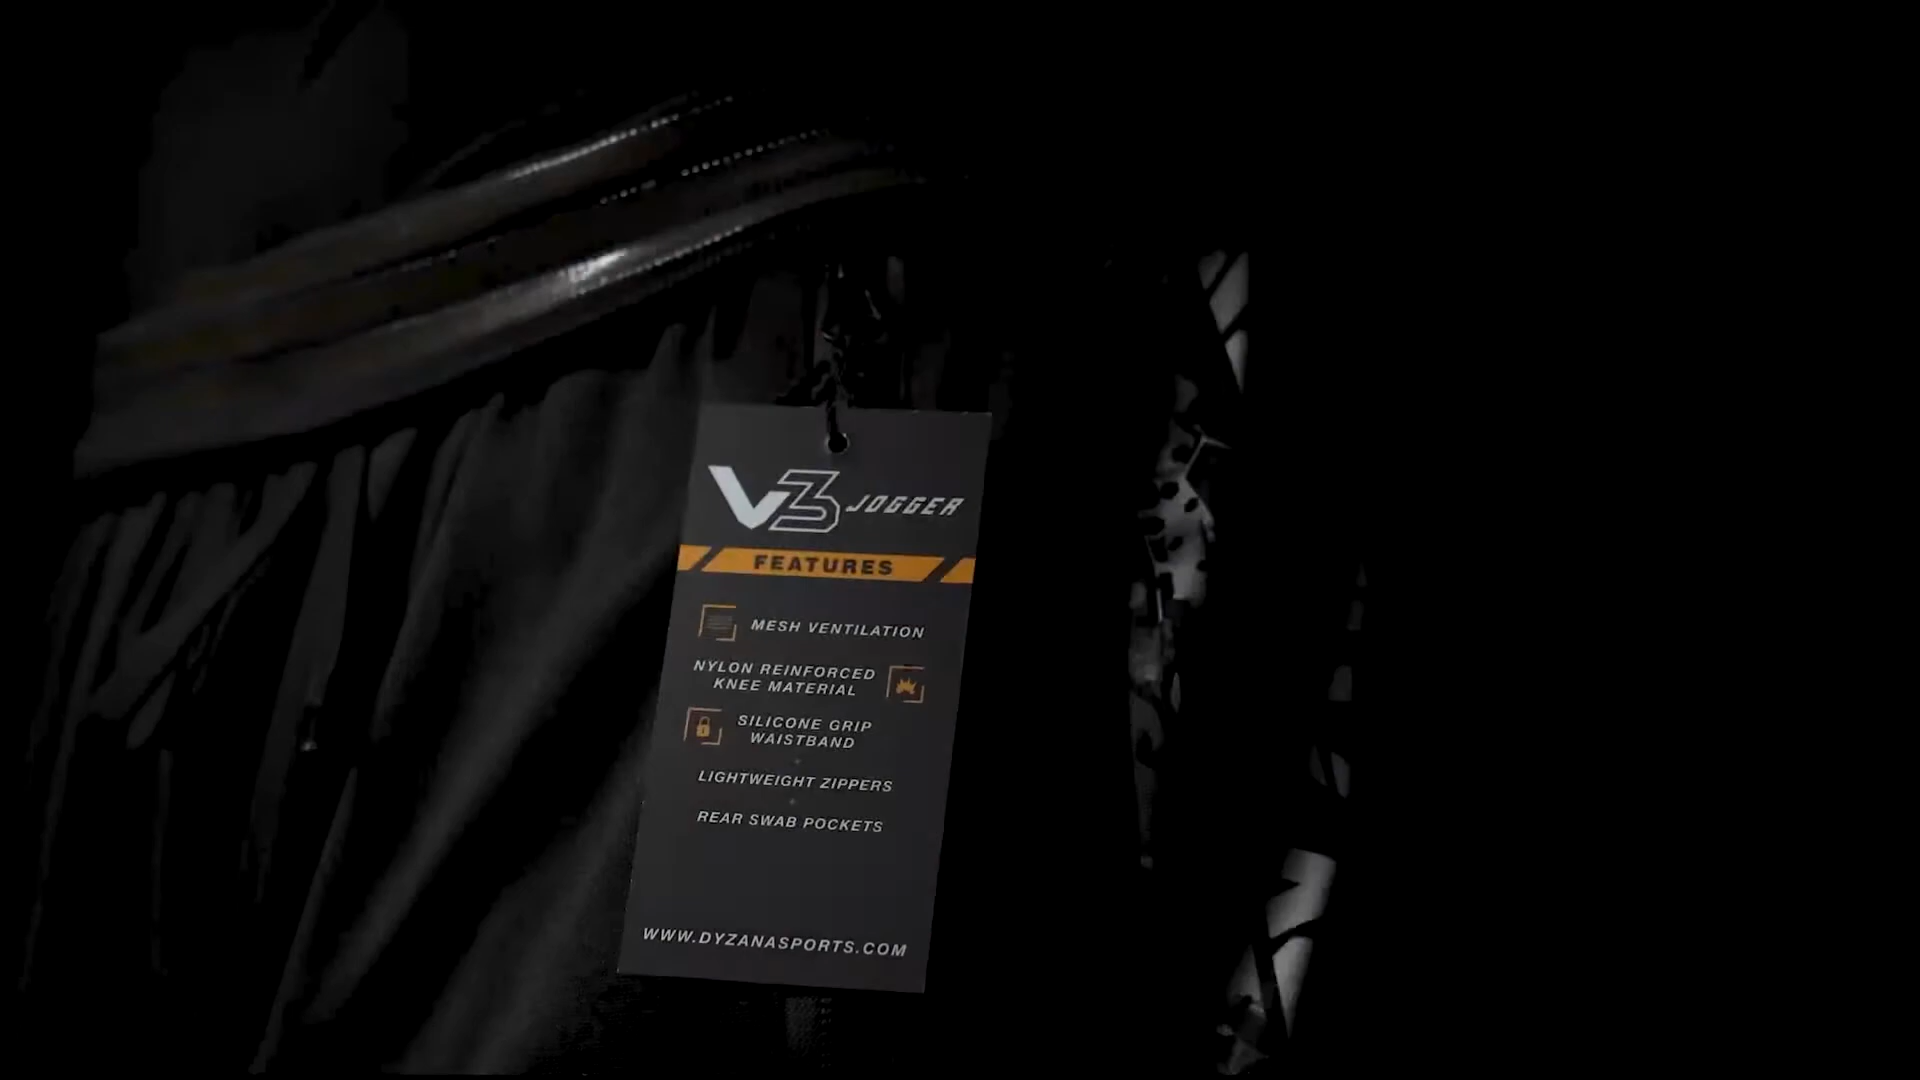 V3 JOGGER
FEATURES
MESH VENTILATION
NYLON REINFORCED
KNEE MATERIAL
SILICONE GRIP
WAISTBAND
LIGHTWEIGHT ZIPPERS
REAR SWAB POCKETS
WWW.DYZANASPORTS.COM